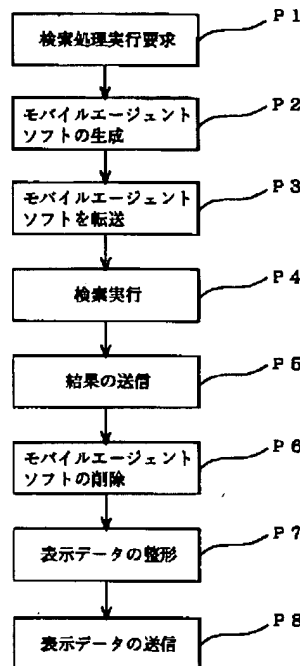 検索処理実行要求
P1
モバイルエージェント
ソフトの生成
P2
モバイルエージェント
ソフトを転送
P3
検索実行
P4
結果の送信
P5
モバイルエージェント
ソフトの削除
P6
表示データの整形
P7
表示データの送信
P8